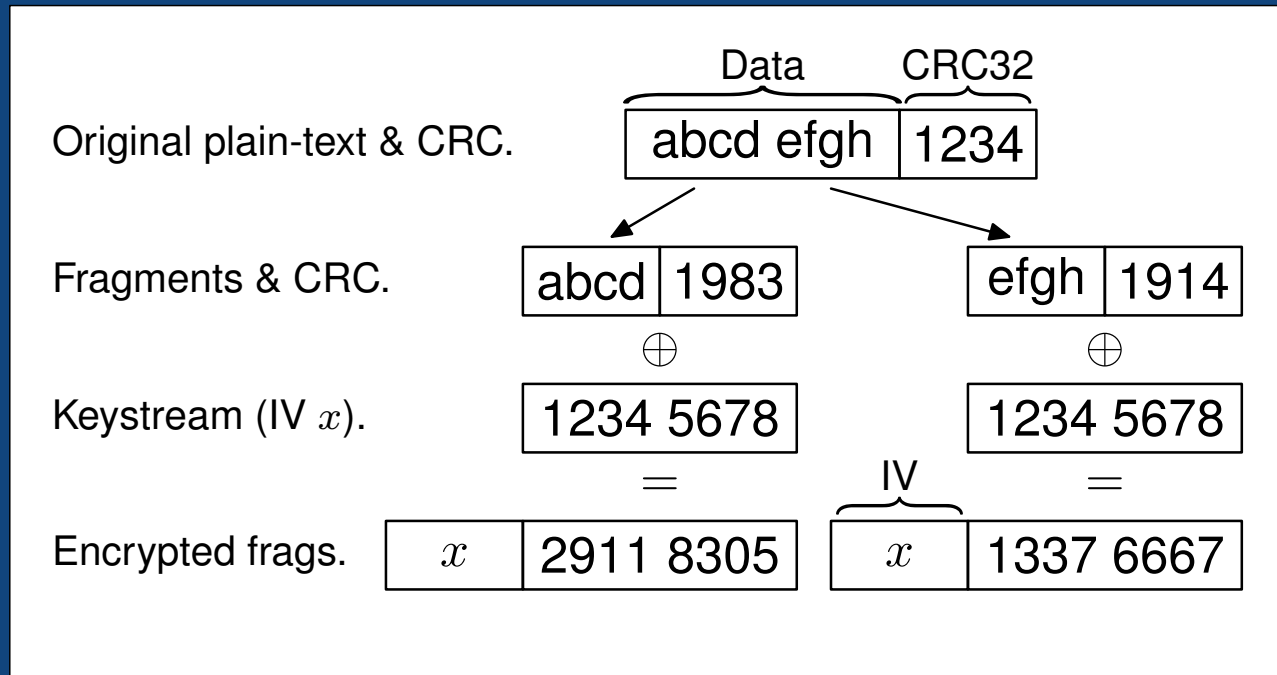 Data CRC32
Original plain-text & CRC. abcd efgh 1234
Fragments & CRC. abcd 1983 efgh 1914
⊕ ⊕
Keystream (IV x). 1234 5678 1234 5678
= IV =
Encrypted frags. x 2911 8305 x 1337 6667